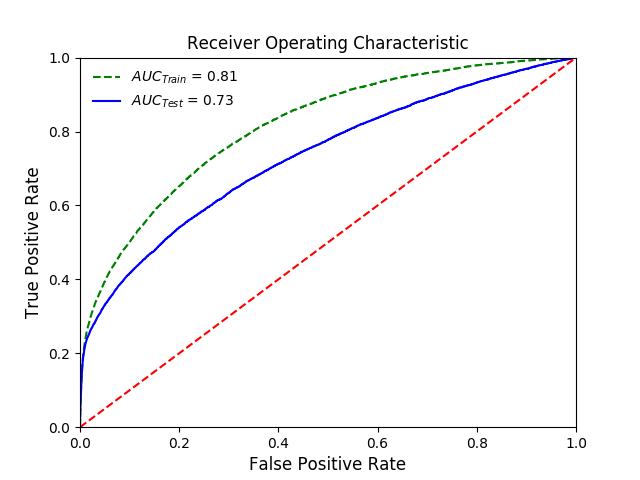 Receiver Operating Characteristic
AUC_Train = 0.81
AUC_Test = 0.73
True Positive Rate
1.0
0.8
0.6
0.4
0.2
0.0
0.0 0.2 0.4 0.6 0.8 1.0
False Positive Rate